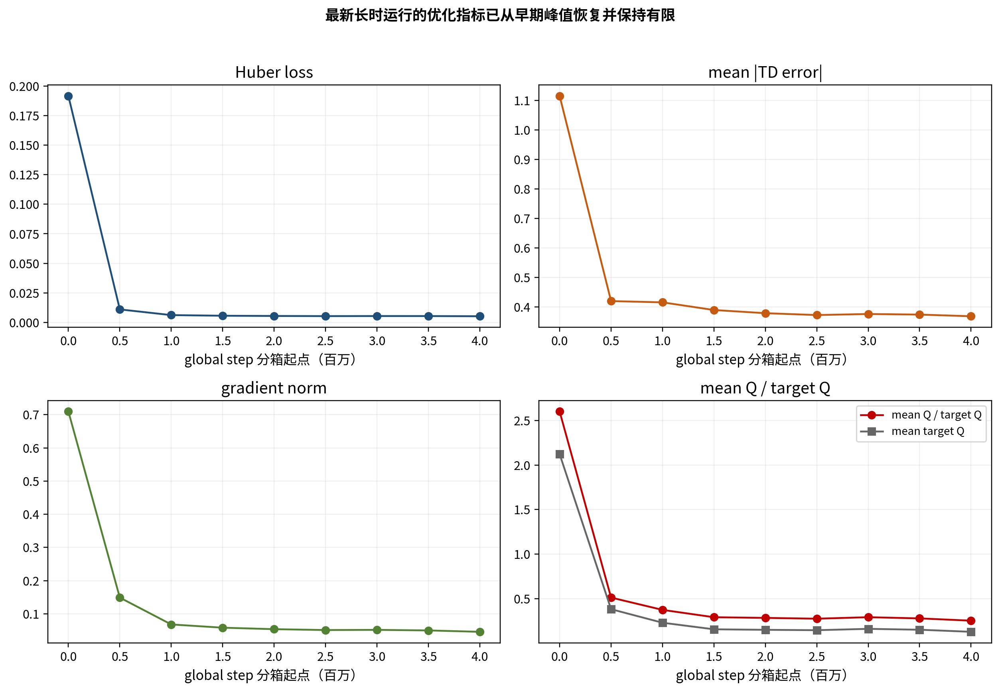 最新长时运行的优化指标已从早期峰值恢复并保持有限
Huber loss
0.200
0.175
0.150
0.125
0.100
0.075
0.050
0.025
0.000
0.0 0.5 1.0 1.5 2.0 2.5 3.0 3.5 4.0
global step 分箱起点（百万）
mean |TD error|
1.1
1.0
0.9
0.8
0.7
0.6
0.5
0.4
0.0 0.5 1.0 1.5 2.0 2.5 3.0 3.5 4.0
global step 分箱起点（百万）
gradient norm
0.7
0.6
0.5
0.4
0.3
0.2
0.1
0.0 0.5 1.0 1.5 2.0 2.5 3.0 3.5 4.0
global step 分箱起点（百万）
mean Q / target Q
mean Q / target Q
mean target Q
2.5
2.0
1.5
1.0
0.5
0.0 0.5 1.0 1.5 2.0 2.5 3.0 3.5 4.0
global step 分箱起点（百万）